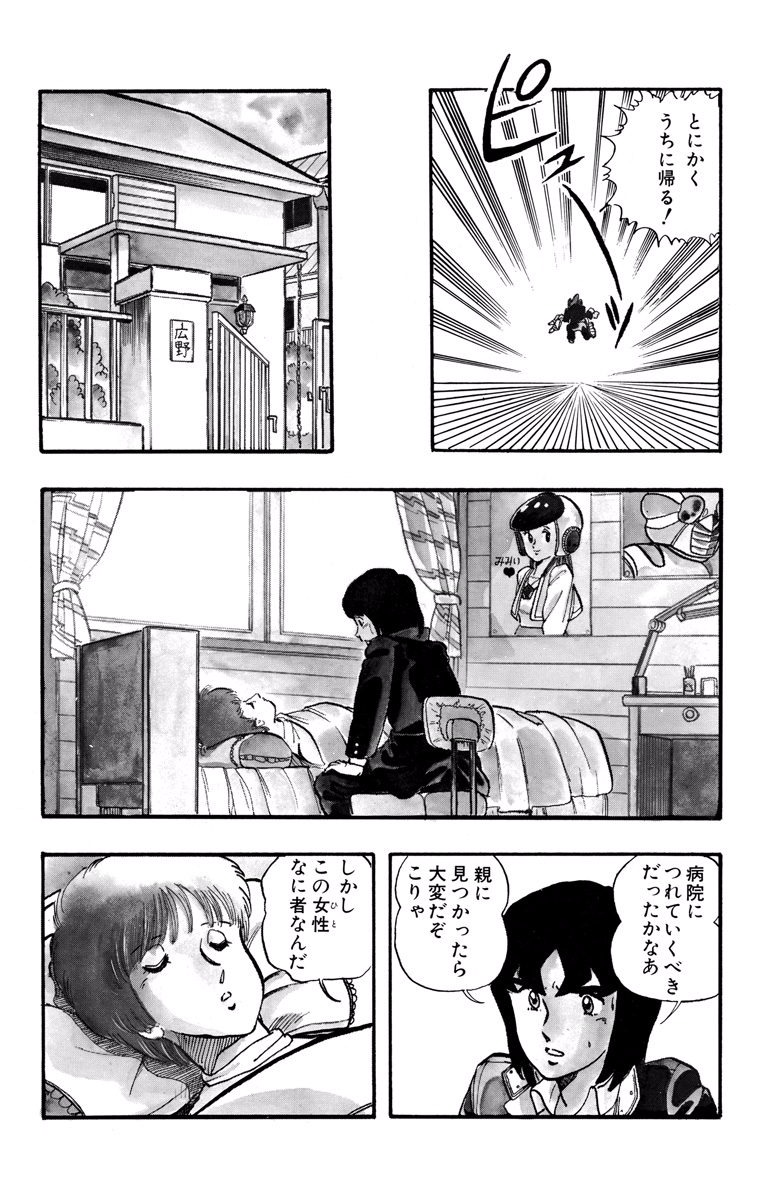 とにかく
うちに帰る！
ピュー
広野
みみい
病院に
つれていくべき
だったかなあ
親に
見つかったら
大変だぞ
こりゃ
しかし
この女性
ひと
なに者なんだ